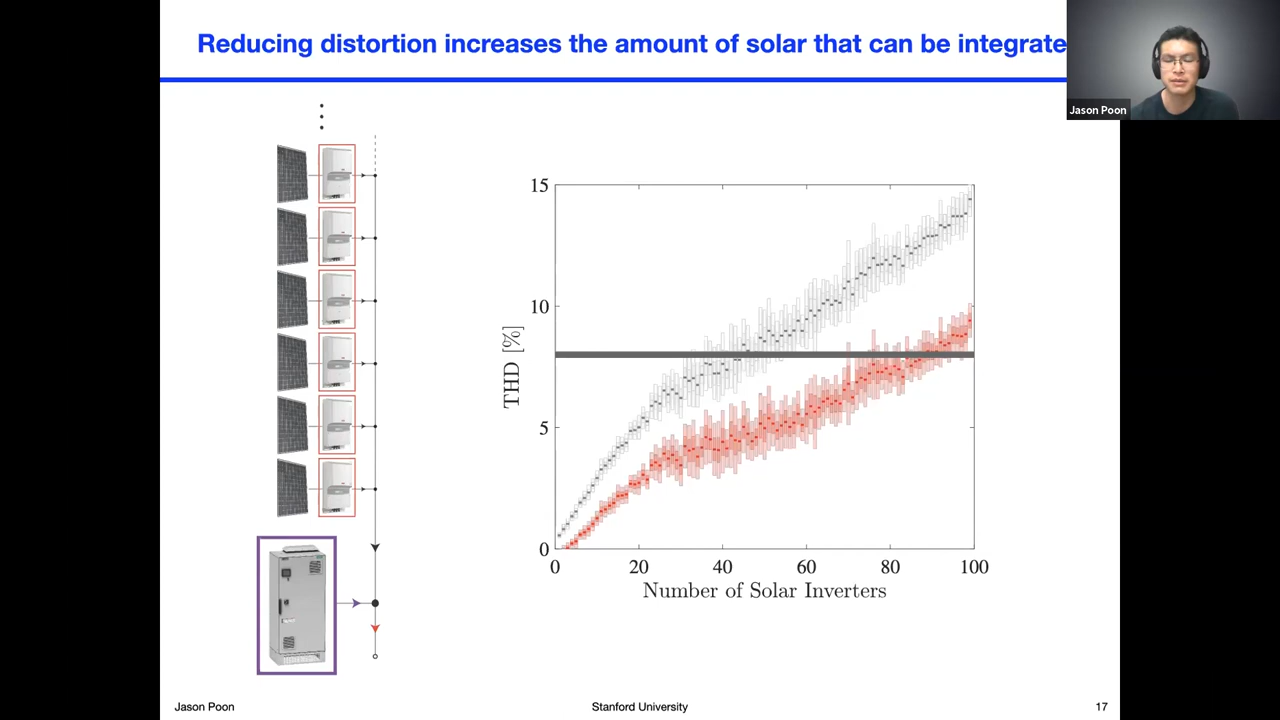 Reducing distortion increases the amount of solar that can be integrate
Jason Poon
15
10
5
0
THD [%]
0 20 40 60 80 100
Number of Solar Inverters
Jason Poon Stanford University 17